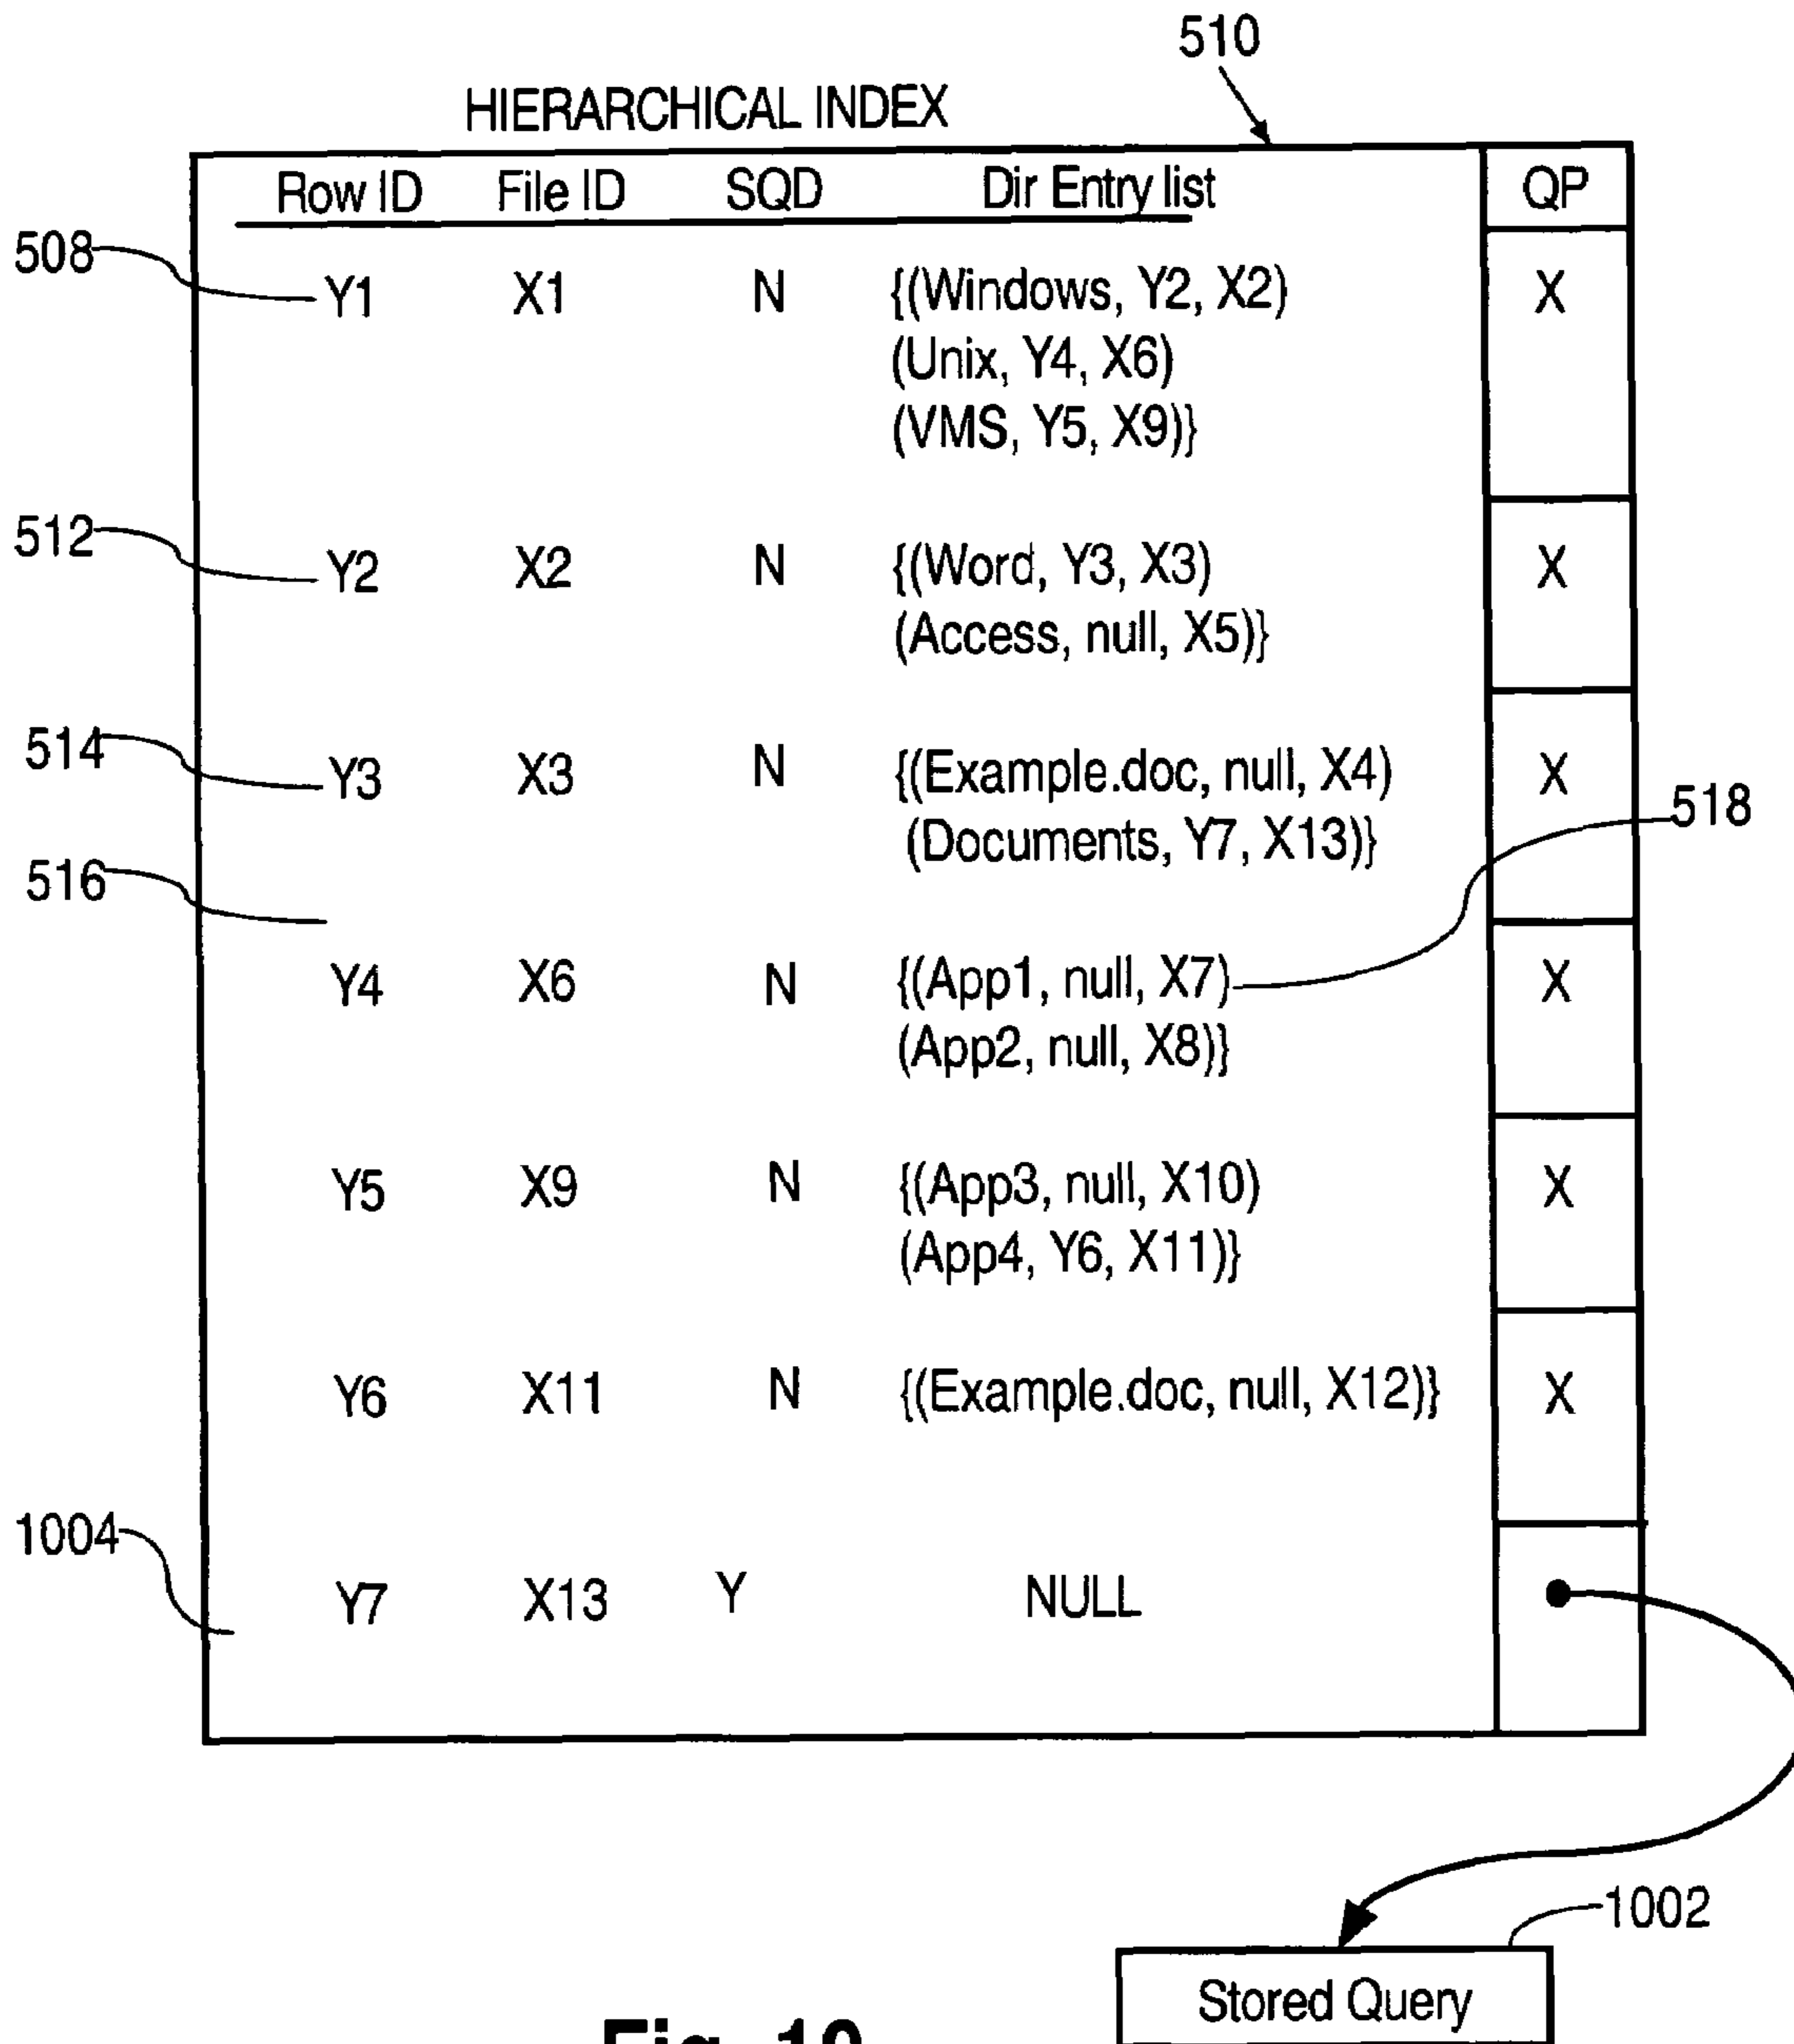 510
HIERARCHICAL INDEX
Row ID File ID SQD Dir Entry list QP
508
Y1 X1 N {(Windows, Y2, X2) X
(Unix, Y4, X6)
(VMS, Y5, X9)}
512
Y2 X2 N {(Word, Y3, X3) X
(Access, null, X5)}
514
Y3 X3 N {(Example.doc, null, X4) X
518
(Documents, Y7, X13)}
516
Y4 X6 N {(App1, null, X7) X
(App2, null, X8)}
Y5 X9 N {(App3, null, X10) X
(App4, Y6, X11)}
Y6 X11 N {(Example.doc, null, X12)} X
1004
Y7 X13 Y NULL
1002
Stored Query
Fig. 10